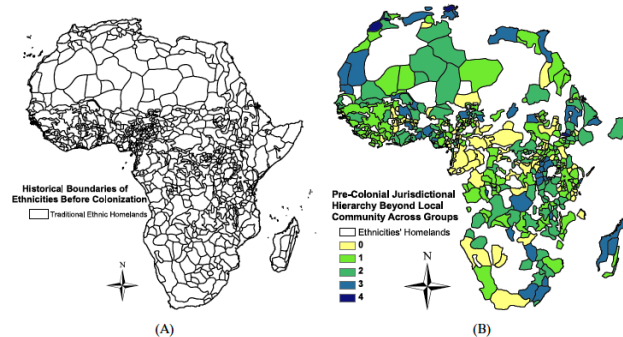 Historical Boundaries of
Ethnicities Before Colonization
Traditional Ethnic Homelands
N
(A)
Pre-Colonial Jurisdictional
Hierarchy Beyond Local
Community Across Groups
Ethnicities' Homelands
0
1
2
3
4
N
(B)